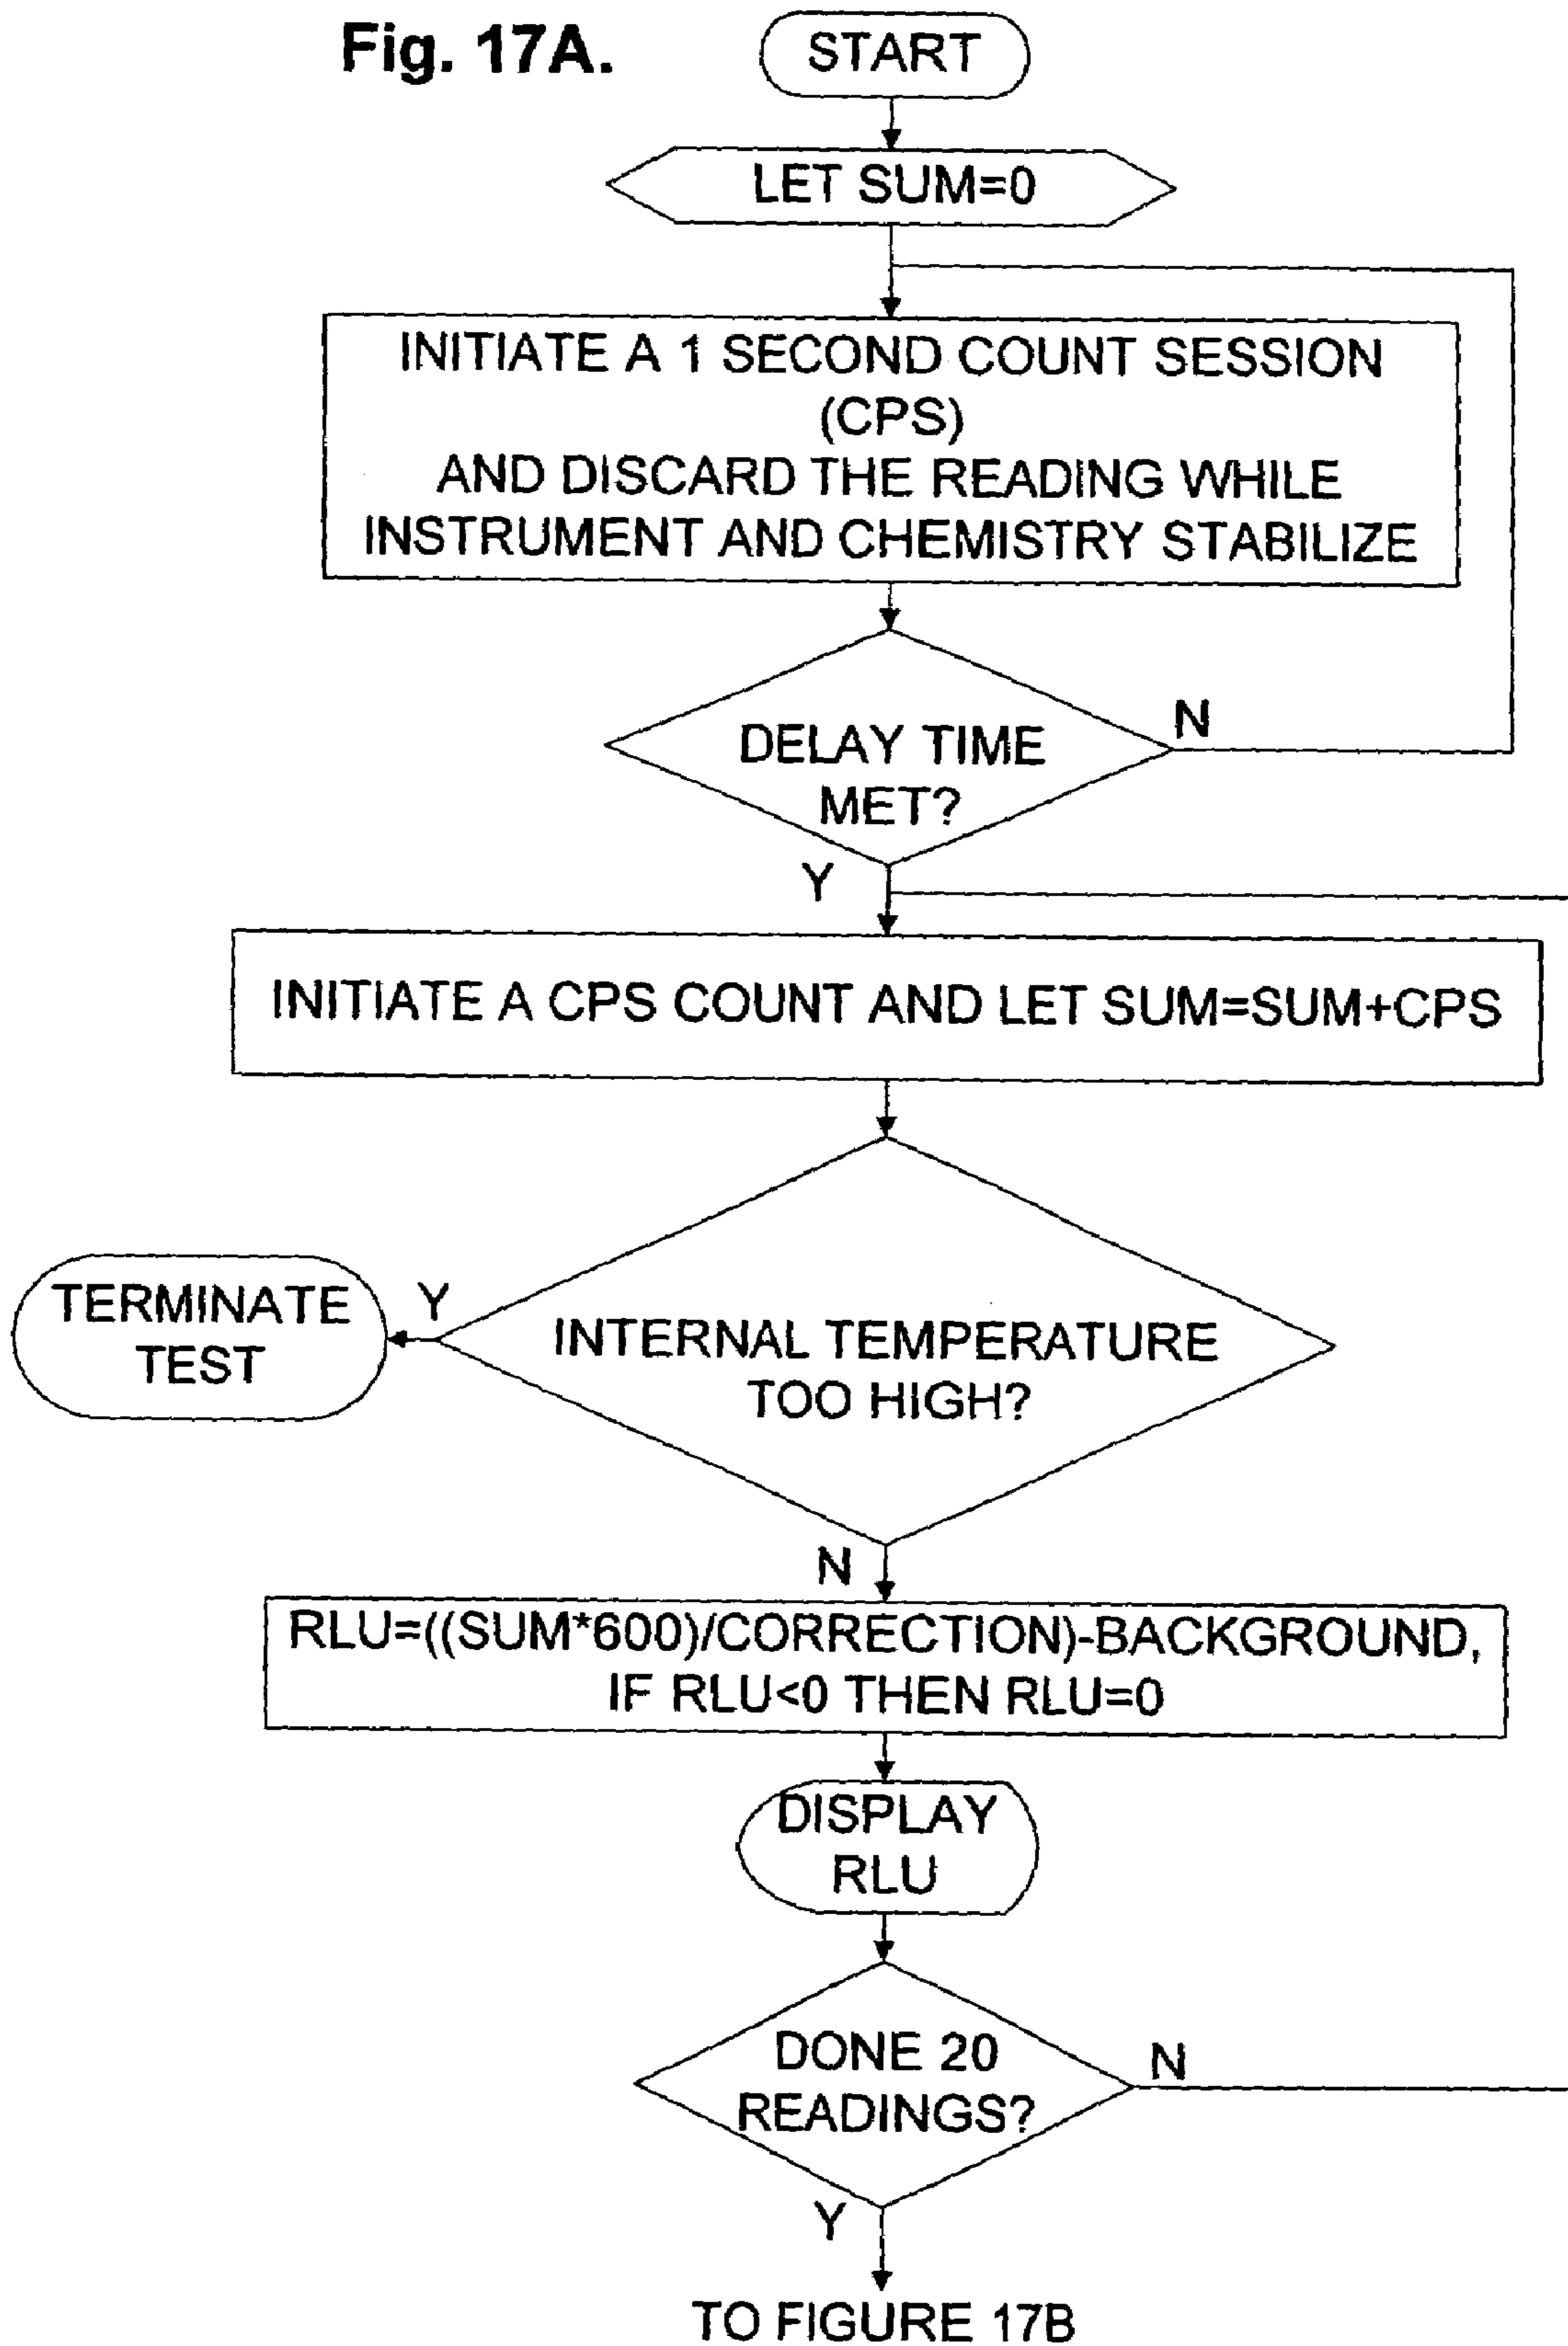 Fig. 17A.
START
LET SUM=0
INITIATE A 1 SECOND COUNT SESSION
(CPS)
AND DISCARD THE READING WHILE
INSTRUMENT AND CHEMISTRY STABILIZE
DELAY TIME
MET?
N
Y
INITIATE A CPS COUNT AND LET SUM=SUM+CPS
TERMINATE
TEST
Y
INTERNAL TEMPERATURE
TOO HIGH?
N
RLU=((SUM*600)/CORRECTION)-BACKGROUND,
IF RLU<0 THEN RLU=0
DISPLAY
RLU
DONE 20
READINGS?
N
Y
TO FIGURE 17B